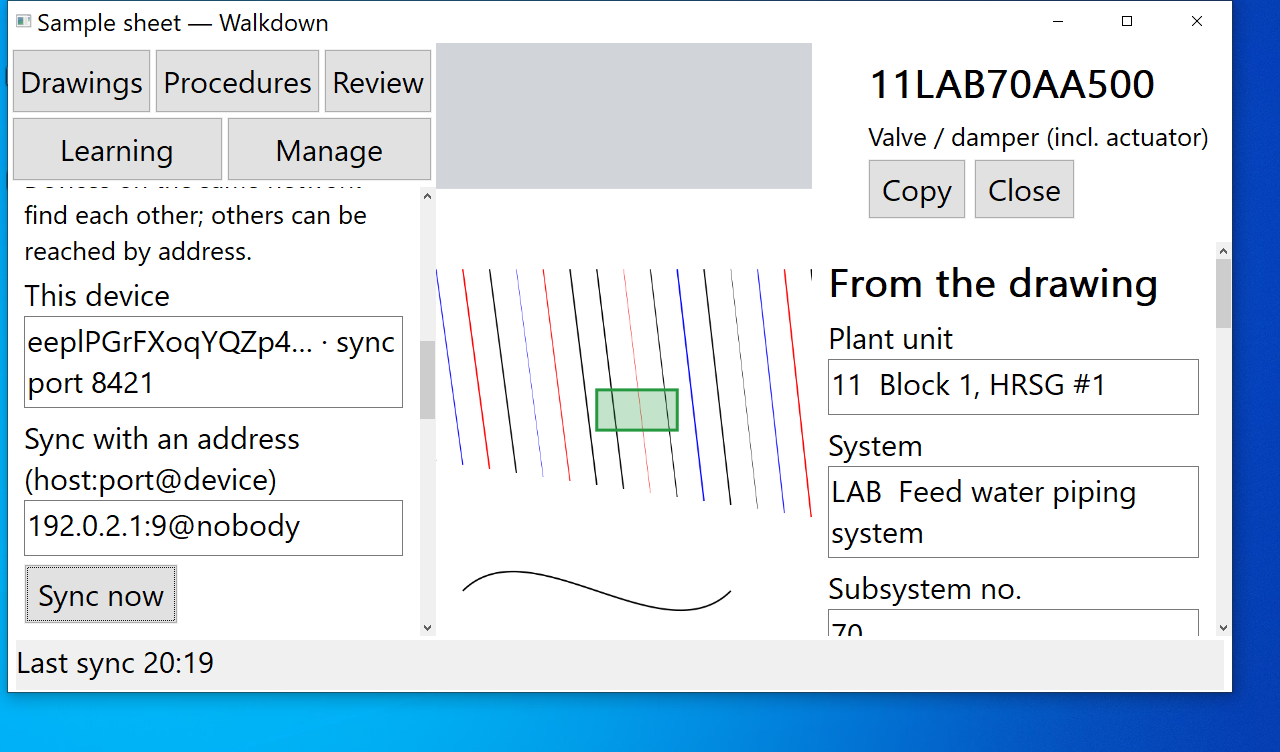 Sample sheet — Walkdown
Drawings
Procedures
Review
Learning
Manage
find each other; others can be
reached by address.
This device
eeplPGrFXoqYQZp4... · sync
port 8421
Sync with an address
(host:port@device)
192.0.2.1:9@nobody
Sync now
11LAB70AA500
Valve / damper (incl. actuator)
Copy
Close
From the drawing
Plant unit
11  Block 1, HRSG #1
System
LAB  Feed water piping
system
Subsystem no.
70
Last sync 20:19